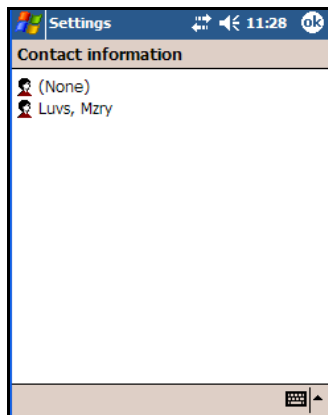 Settings 11:28 ok
Contact information
(None)
Luvs, Mzry